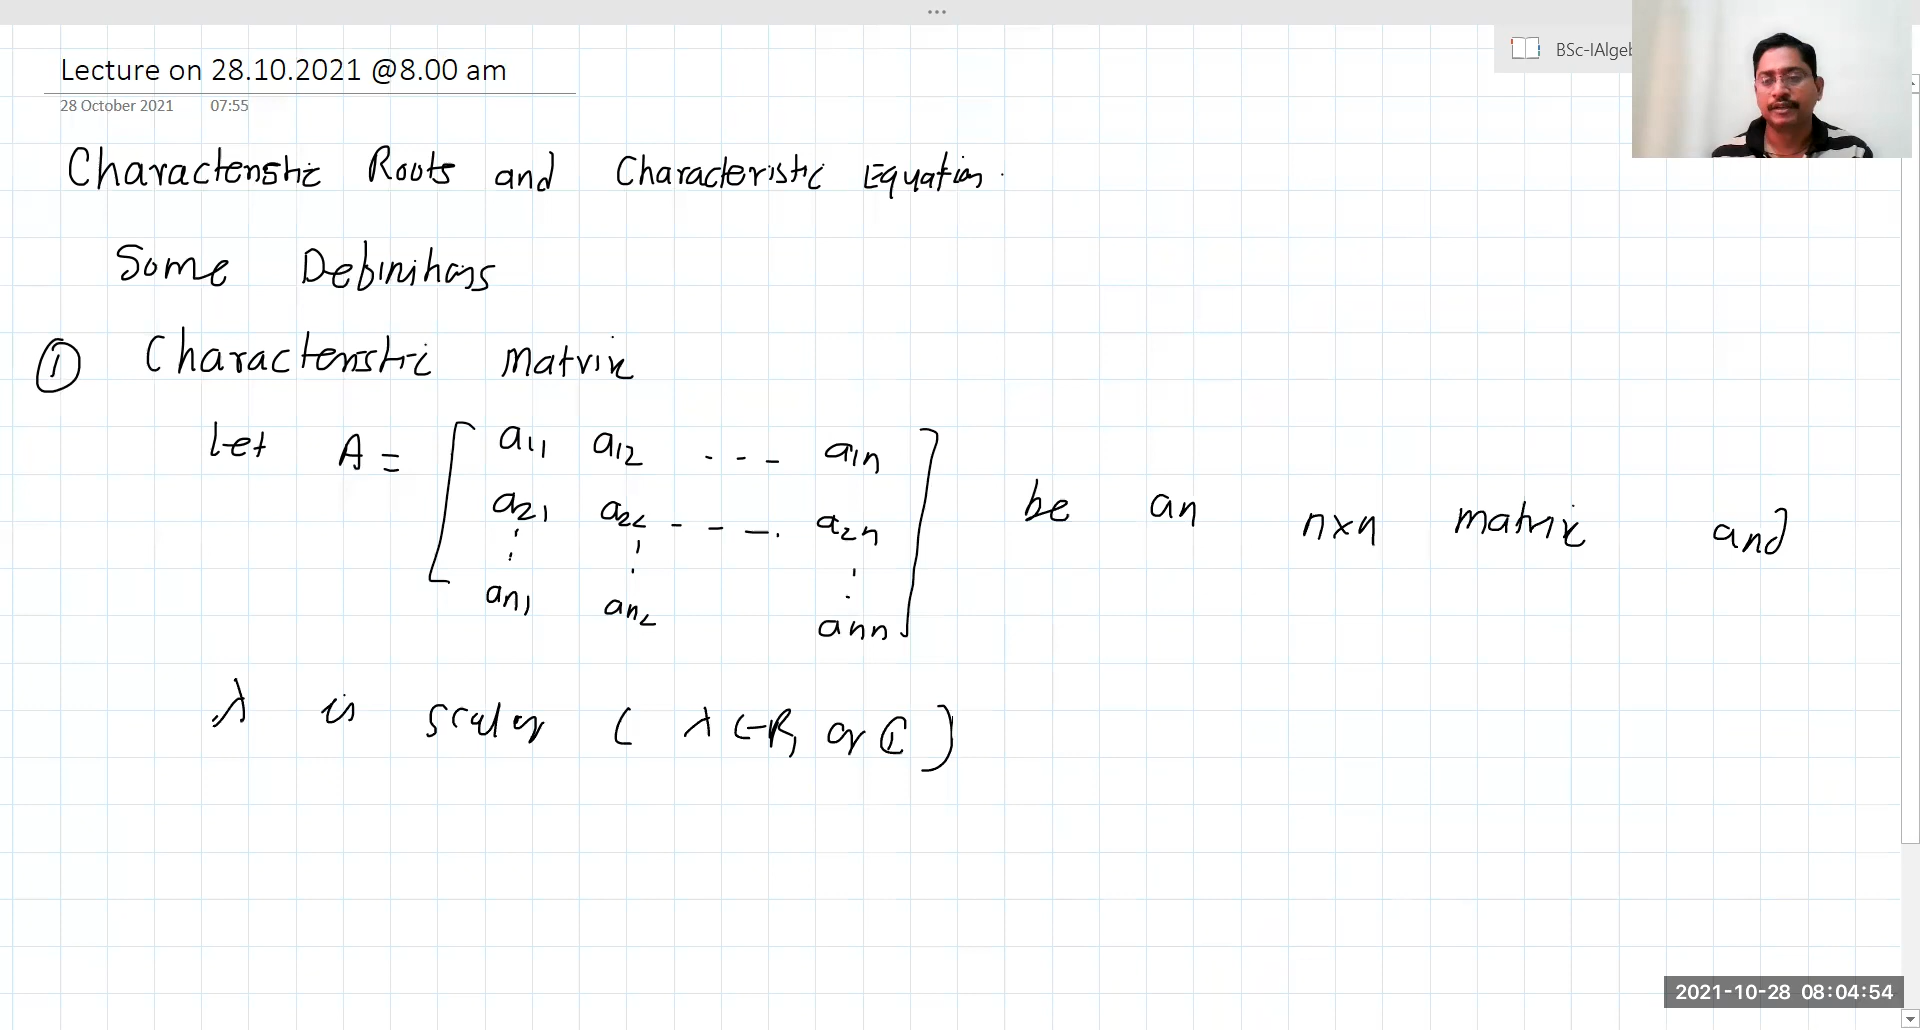 ...
Lecture on 28.10.2021 @8.00 am
BSc-IAlgeb
28 October 2021 07:55
Characteristic Roots and Characteristic Equation.
Some Definitions
① Characteristic Matrix
Let A = [ a11 a12 - - - a1n
a21 a22 - - - - a2n
⋮ ⋮ ⋮
an1 an2 ann ] be an n×n matrix and
λ is scalar ( λ ∈ R, or ℂ )
2021-10-28 08:04:54